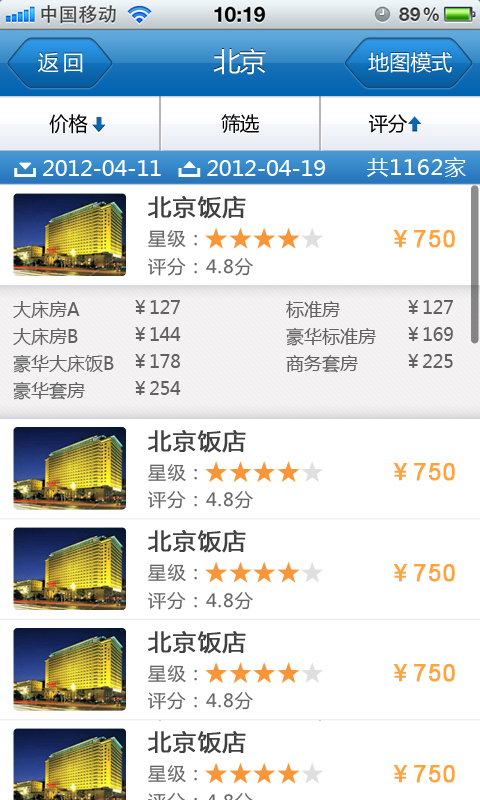 中国移动 10:19 89%
返回 北京 地图模式
价格 筛选 评分
2012-04-11 2012-04-19 共1162家
北京饭店
星级： ￥750
评分：4.8分
大床房A ￥127 标准房 ￥127
大床房B ￥144 豪华标准房 ￥169
豪华大床饭B ￥178 商务套房 ￥225
豪华套房 ￥254
北京饭店
星级： ￥750
评分：4.8分
北京饭店
星级： ￥750
评分：4.8分
北京饭店
星级： ￥750
评分：4.8分
北京饭店
星级： ￥750